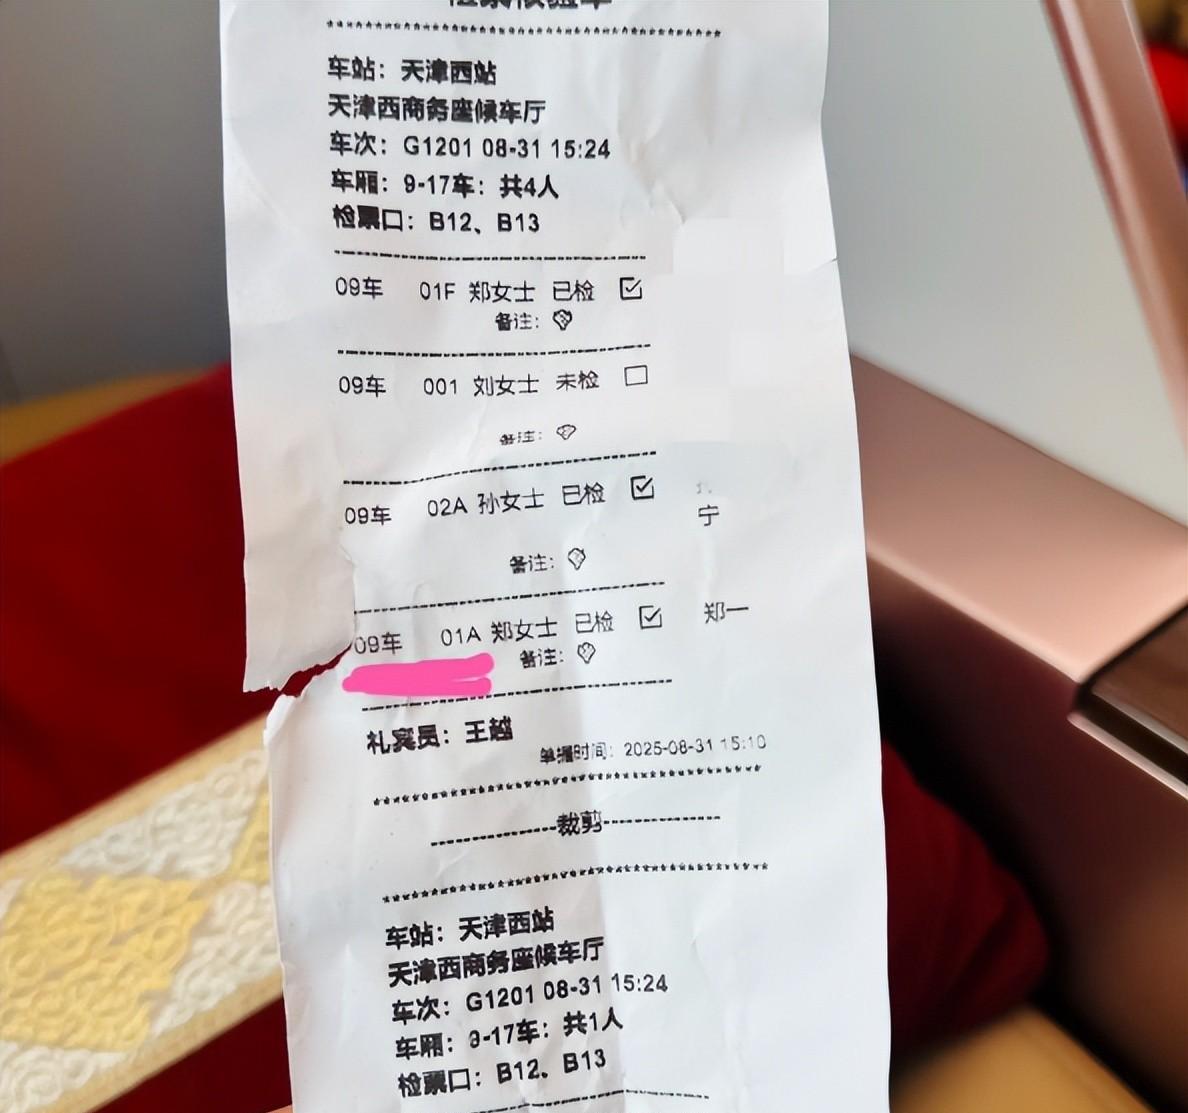 车站：天津西站
天津西商务座候车厅
车次：G1201 08-31 15:24
车厢：9-17车：共4人
检票口：B12、B13
09车 01F 郑女士 已检
备注：
09车 001 刘女士 未检
备注：
09车 02A 孙女士 已检
宁
备注：
09车 01A 郑女士 已检 郑一
备注：
礼宾员：王越
单据时间：2025-08-31 15:10
裁剪
车站：天津西站
天津西商务座候车厅
车次：G1201 08-31 15:24
车厢：9-17车：共1人
检票口：B12、B13